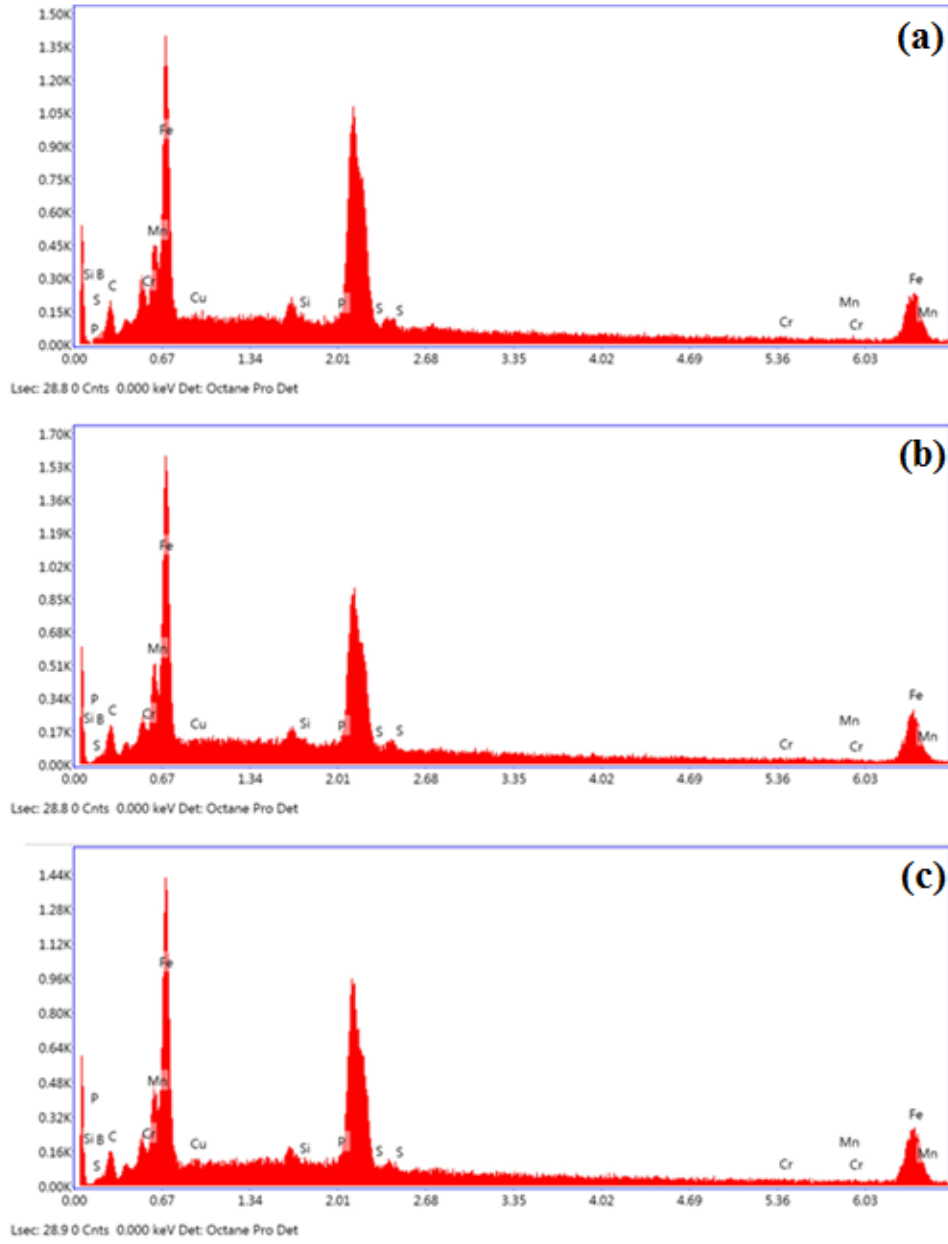 1.50K
(a)
1.35K
1.20K
1.05K
0.90K
Fe
0.75K
0.60K
Mn
0.45K
0.30K
Si B C Cr Fe
S Cu Si P S S Mn Mn
0.15K
P Cr Cr
0.00K
0.00 0.67 1.34 2.01 2.68 3.35 4.02 4.69 5.36 6.03
Lsec: 28.8 0 Cnts 0.000 keV Det: Octane Pro Det
1.70K
(b)
1.53K
1.36K
1.19K
Fe
1.02K
0.85K
0.68K
Mn
0.51K
0.34K
P Fe
C Cr
Si B Cu Si P S S Mn Mn
0.17K
S Cr Cr
0.00K
0.00 0.67 1.34 2.01 2.68 3.35 4.02 4.69 5.36 6.03
Lsec: 28.8 0 Cnts 0.000 keV Det: Octane Pro Det
1.44K
(c)
1.28K
1.12K
Fe
0.96K
0.80K
0.64K
Mn
0.48K
P
0.32K
Fe
Si B C Cr Cu Si P S S Mn Mn
0.16K
S Cr Cr
0.00K
0.00 0.67 1.34 2.01 2.68 3.35 4.02 4.69 5.36 6.03
Lsec: 28.9 0 Cnts 0.000 keV Det: Octane Pro Det